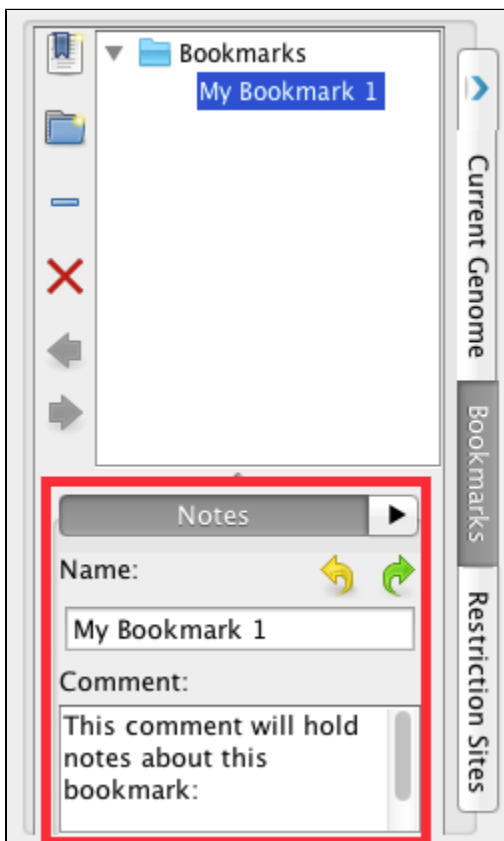 Bookmarks
My Bookmark 1
Current Genome
Bookmarks
Restriction Sites
Notes
Name:
My Bookmark 1
Comment:
This comment will hold
notes about this
bookmark: